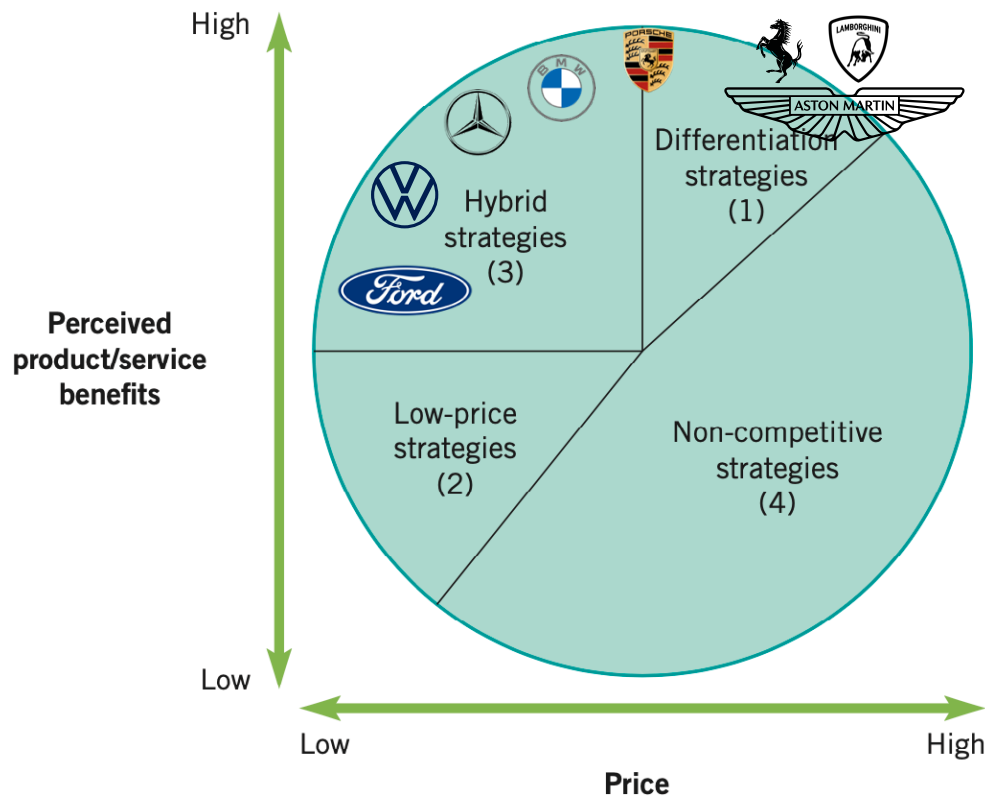 High
PORSCHE
LAMBORGHINI
BMW
ASTON MARTIN
Differentiation
strategies
(1)
Hybrid
strategies
(3)
Ford
Perceived
product/service
benefits
Low-price
strategies
(2)
Non-competitive
strategies
(4)
Low
Low
High
Price